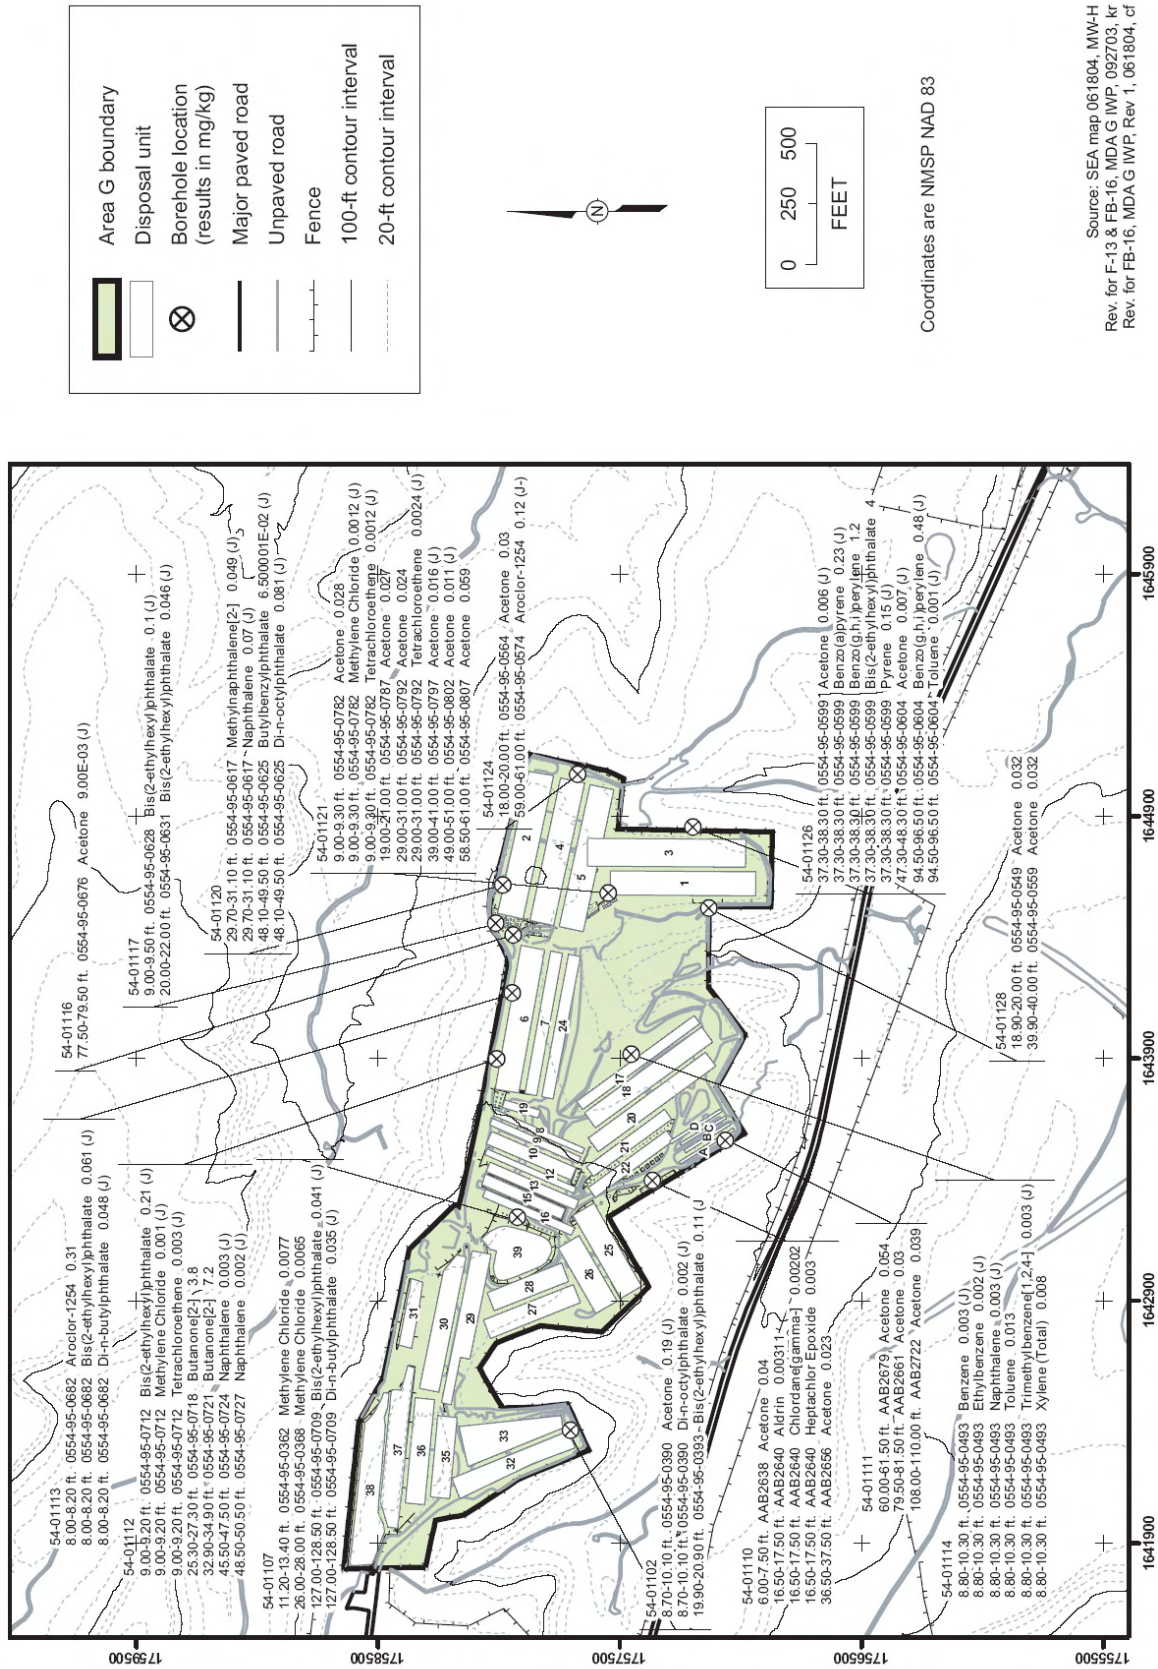 Area G boundary
Disposal unit
Borehole location
(results in mg/kg)
Major paved road
Unpaved road
Fence
100-ft contour interval
20-ft contour interval
N
0 250 500
FEET
Coordinates are NMSP NAD 83
Source: SEA map 061804, MW-H
Rev. for F-13 & FB-16, MDA G IWP, 092703, kr
Rev. for FB-16, MDA G IWP, Rev 1, 061804, cf
54-01113
8.00-8.20 ft. 0554-95-0682 Aroclor-1254 0.31
8.00-8.20 ft. 0554-95-0682 Bis(2-ethylhexyl)phthalate 0.061 (J)
8.00-8.20 ft. 0554-95-0682 Di-n-butylphthalate 0.048 (J)
54-01112
9.00-9.20 ft. 0554-95-0712 Bis(2-ethylhexyl)phthalate 0.21 (J)
9.00-9.20 ft. 0554-95-0712 Methylene Chloride 0.001 (J)
9.00-9.20 ft. 0554-95-0712 Tetrachloroethene 0.003 (J)
25.30-27.30 ft. 0554-95-0718 Butanone[2-] 3.8
32.90-34.90 ft. 0554-95-0721 Butanone[2-] 7.2
45.50-47.50 ft. 0554-95-0724 Naphthalene 0.003 (J)
48.50-50.50 ft. 0554-95-0727 Naphthalene 0.002 (J)
54-01107
11.20-13.40 ft. 0554-95-0362 Methylene Chloride 0.0077
26.00-28.00 ft. 0554-95-0368 Methylene Chloride 0.0065
127.00-128.50 ft. 0554-95-0709 Bis(2-ethylhexyl)phthalate 0.041 (J)
127.00-128.50 ft. 0554-95-0709 Di-n-butylphthalate 0.035 (J)
54-01116
77.50-79.50 ft. 0554-95-0676 Acetone 9.00E-03 (J)
54-01117
9.00-9.50 ft. 0554-95-0628 Bis(2-ethylhexyl)phthalate 0.1 (J)
20.00-22.00 ft. 0554-95-0631 Bis(2-ethylhexyl)phthalate 0.046 (J)
54-01120
29.70-31.10 ft. 0554-95-0617 Methylnaphthalene[2-] 0.049 (J)
29.70-31.10 ft. 0554-95-0617 Naphthalene 0.07 (J)
48.10-49.50 ft. 0554-95-0625 Butylbenzylphthalate 6.500001E-02 (J)
48.10-49.50 ft. 0554-95-0625 Di-n-octylphthalate 0.081 (J)
54-01121
9.00-9.30 ft. 0554-95-0782 Acetone 0.028
9.00-9.30 ft. 0554-95-0782 Methylene Chloride 0.0012 (J)
9.00-9.30 ft. 0554-95-0782 Tetrachloroethene 0.0012 (J)
19.00-21.00 ft. 0554-95-0787 Acetone 0.027
29.00-31.00 ft. 0554-95-0792 Acetone 0.024
29.00-31.00 ft. 0554-95-0792 Tetrachloroethene 0.0024 (J)
39.00-41.00 ft. 0554-95-0797 Acetone 0.016 (J)
49.00-51.00 ft. 0554-95-0802 Acetone 0.011 (J)
58.50-61.00 ft. 0554-95-0807 Acetone 0.059
54-01124
18.00-20.00 ft. 0554-95-0564 Acetone 0.03
59.00-61.00 ft. 0554-95-0574 Aroclor-1254 0.12 (J-)
38
37
36
35
33
32
31
30
29
28
27
39
26
25
16
15
13
12
10
9
8
19
22
21
20
18
17
A
B
C
D
6
7
24
2
4
5
3
1
54-01102
8.70-10.10 ft. 0554-95-0390 Acetone 0.19 (J)
8.70-10.10 ft. 0554-95-0390 Di-n-octylphthalate 0.002 (J)
19.90-20.90 ft. 0554-95-0393 Bis(2-ethylhexyl)phthalate 0.11 (J)
54-01110
6.00-7.50 ft. AAB2638 Acetone 0.04
16.50-17.50 ft. AAB2640 Aldrin 0.00311
16.50-17.50 ft. AAB2640 Chlordane[gamma-] 0.00202
16.50-17.50 ft. AAB2640 Heptachlor Epoxide 0.003
36.50-37.50 ft. AAB2656 Acetone 0.023
54-01111
60.00-61.50 ft. AAB2679 Acetone 0.054
79.50-81.50 ft. AAB2661 Acetone 0.03
108.00-110.00 ft. AAB2722 Acetone 0.039
54-01114
8.80-10.30 ft. 0554-95-0493 Benzene 0.003 (J)
8.80-10.30 ft. 0554-95-0493 Ethylbenzene 0.002 (J)
8.80-10.30 ft. 0554-95-0493 Naphthalene 0.003 (J)
8.80-10.30 ft. 0554-95-0493 Toluene 0.013
8.80-10.30 ft. 0554-95-0493 Trimethylbenzene[1,2,4-] 0.003 (J)
8.80-10.30 ft. 0554-95-0493 Xylene (Total) 0.008
54-01126
37.30-38.30 ft. 0554-95-0599 Acetone 0.006 (J)
37.30-38.30 ft. 0554-95-0599 Benzo(a)pyrene 0.23 (J)
37.30-38.30 ft. 0554-95-0599 Benzo(g,h,i)perylene 1.2
37.30-38.30 ft. 0554-95-0599 Bis(2-ethylhexyl)phthalate 4
37.30-38.30 ft. 0554-95-0599 Pyrene 0.15 (J)
47.30-48.30 ft. 0554-95-0604 Acetone 0.007 (J)
94.50-96.50 ft. 0554-95-0604 Benzo(g,h,i)perylene 0.48 (J)
94.50-96.50 ft. 0554-95-0604 Toluene 0.001 (J)
54-01128
18.90-20.00 ft. 0554-95-0549 Acetone 0.032
39.90-40.00 ft. 0554-95-0559 Acetone 0.032
1759500
1758500
1757500
1756500
1755500
1641900
1642900
1643900
1644900
1645900